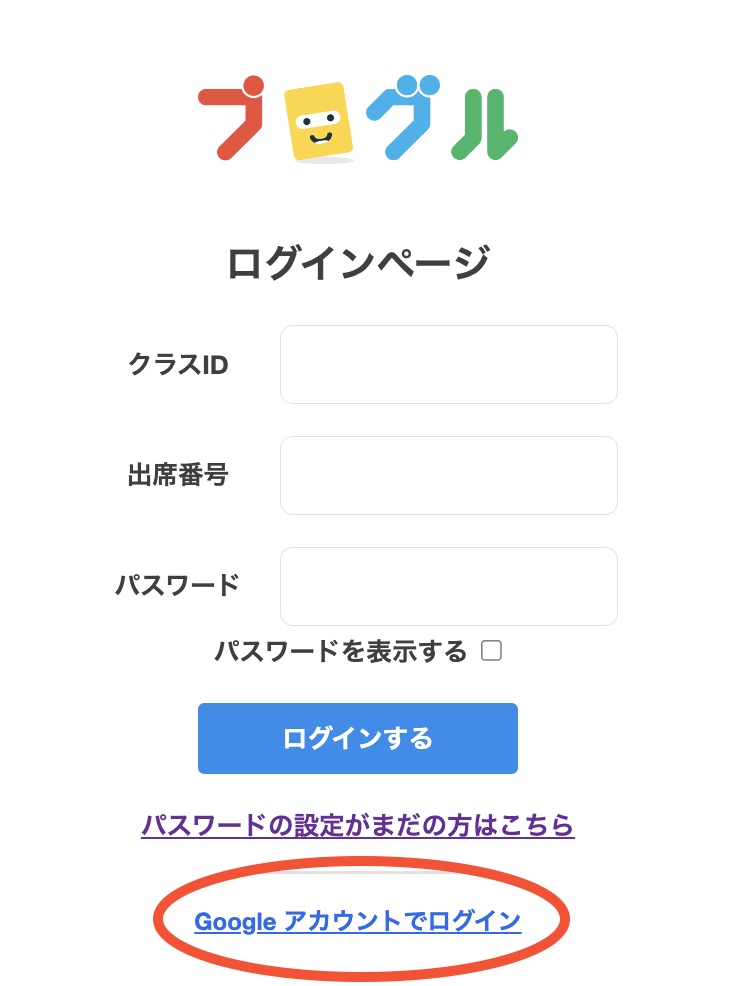 プログル
ログインページ
クラスID
出席番号
パスワード
パスワードを表示する
ログインする
パスワードの設定がまだの方はこちら
Google アカウントでログイン